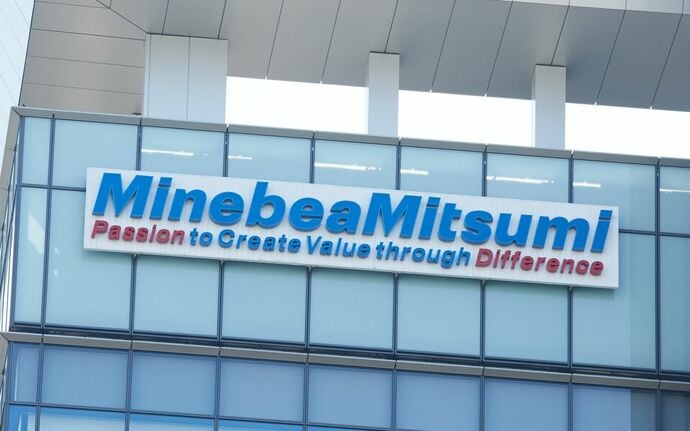 MinebeaMitsumi
Passion to Create Value through Difference